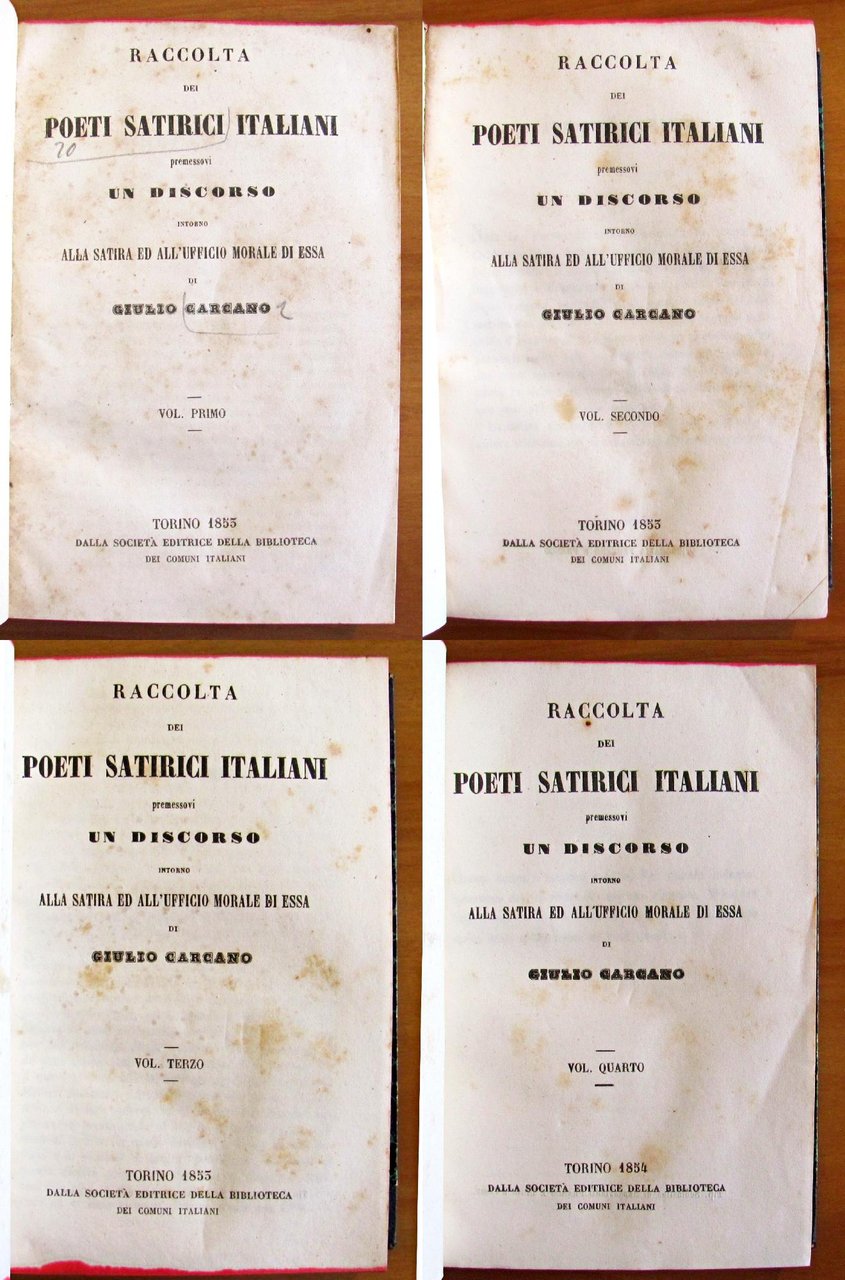 RACCOLTA
DEI
POETI SATIRICI ITALIANI
20
premessovi
UN DISCORSO
INTORNO
ALLA SATIRA ED ALL'UFFICIO MORALE DI ESSA
DI
GIULIO CARCANO
VOL. PRIMO
TORINO 1853
DALLA SOCIETÀ EDITRICE DELLA BIBLIOTECA
DEI COMUNI ITALIANI
RACCOLTA
DEI
POETI SATIRICI ITALIANI
premessovi
UN DISCORSO
INTORNO
ALLA SATIRA ED ALL'UFFICIO MORALE DI ESSA
DI
GIULIO CARCANO
VOL. SECONDO
TORINO 1853
DALLA SOCIETÀ EDITRICE DELLA BIBLIOTECA
DEI COMUNI ITALIANI
RACCOLTA
DEI
POETI SATIRICI ITALIANI
premessovi
UN DISCORSO
INTORNO
ALLA SATIRA ED ALL'UFFICIO MORALE DI ESSA
DI
GIULIO CARCANO
VOL. TERZO
TORINO 1853
DALLA SOCIETÀ EDITRICE DELLA BIBLIOTECA
DEI COMUNI ITALIANI
RACCOLTA
DEI
POETI SATIRICI ITALIANI
premessovi
UN DISCORSO
INTORNO
ALLA SATIRA ED ALL'UFFICIO MORALE DI ESSA
DI
GIULIO CARCANO
VOL. QUARTO
TORINO 1854
DALLA SOCIETÀ EDITRICE DELLA BIBLIOTECA
DEI COMUNI ITALIANI